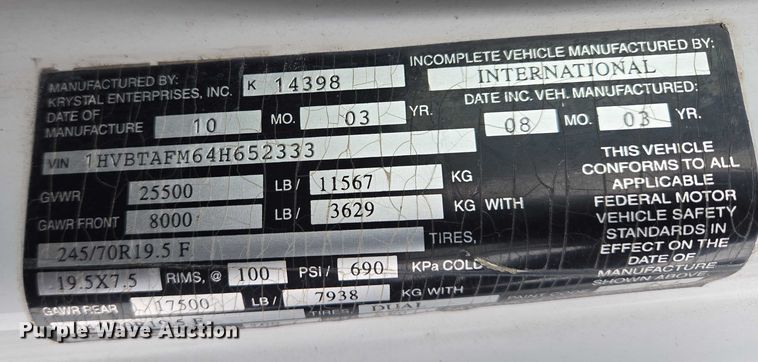 MANUFACTURED BY: K 14398
KRYSTAL ENTERPRISES, INC.
INCOMPLETE VEHICLE MANUFACTURED BY:
INTERNATIONAL
DATE OF
MANUFACTURE 10 MO. 03 YR.
DATE INC. VEH. MANUFACTURED:
08 MO. 03 YR.
VIN 1HVBTAFM64H652333
GVWR 25500 LB/ 11567 KG
GAWR FRONT 8000 LB/ 3629 KG WITH
245/70R19.5 F TIRES,
19.5X7.5 RIMS, @ 100 PSI/ 690 KPa COLD
GAWR REAR 17500 LB/ 7938 KG WITH
TIRES, DUAL
THIS VEHICLE
CONFORMS TO ALL
APPLICABLE
FEDERAL MOTOR
VEHICLE SAFETY
STANDARDS IN
EFFECT ON THE
DATE OF
MANUFACTURE
SHOWN ABOVE
Purple Wave Auction